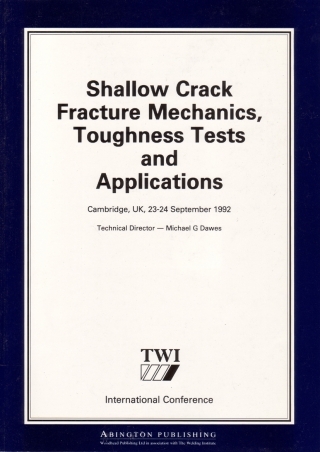 Shallow Crack
Fracture Mechanics,
Toughness Tests
and
Applications
Cambridge, UK, 23-24 September 1992
Technical Director — Michael G Dawes
TWI
International Conference
ABINGTON PUBLISHING
Woodhead Publishing Ltd in association with The Welding Institute